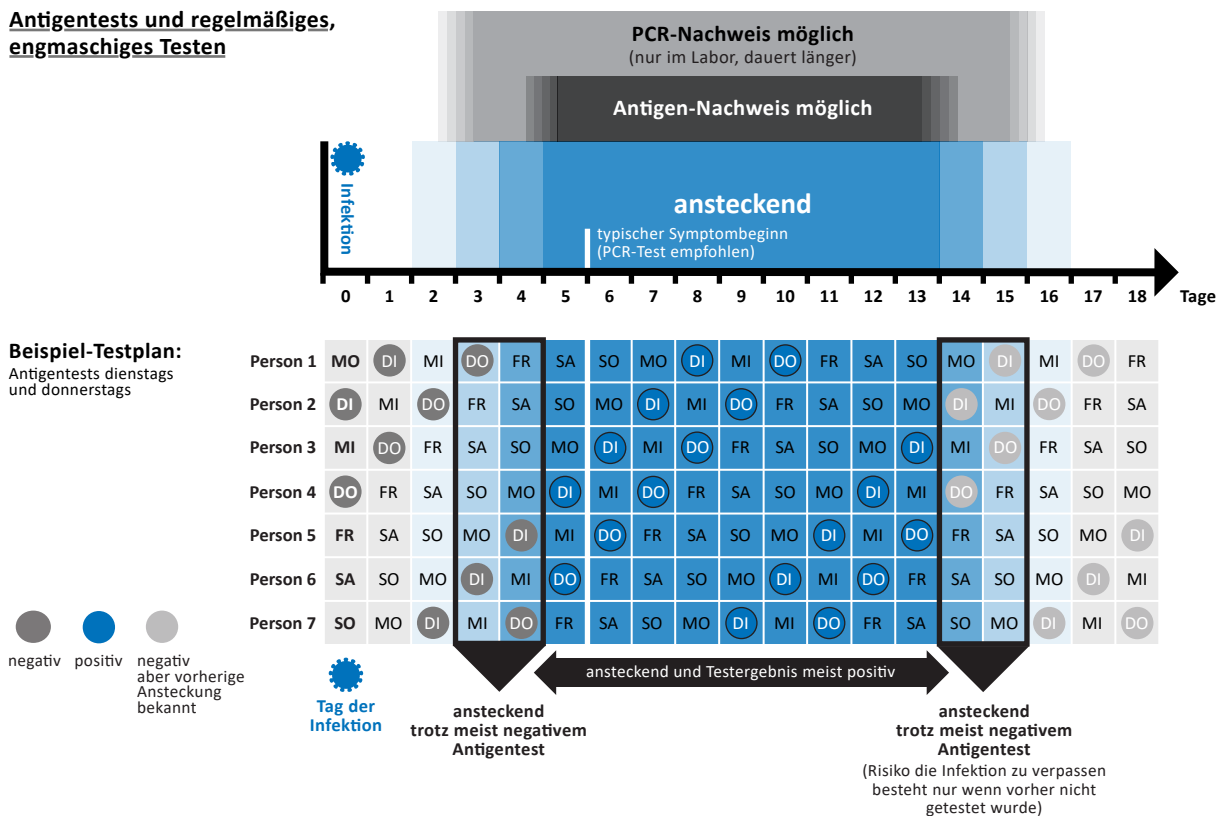 Antigentests und regelmäßiges,
engmaschiges Testen
PCR-Nachweis möglich
(nur im Labor, dauert länger)
Antigen-Nachweis möglich
Infektion
ansteckend
typischer Symptombeginn
(PCR-Test empfohlen)
0 1 2 3 4 5 6 7 8 9 10 11 12 13 14 15 16 17 18 Tage
Beispiel-Testplan:
Antigentests dienstags
und donnerstags
Person 1 MO DI MI DO FR SA SO MO DI MI DO FR SA SO MO DI MI DO FR
Person 2 DI MI DO FR SA SO MO DI MI DO FR SA SO MO DI MI DO FR SA
Person 3 MI DO FR SA SO MO DI MI DO FR SA SO MO DI MI DO FR SA SO
Person 4 DO FR SA SO MO DI MI DO FR SA SO MO DI MI DO FR SA SO MO
Person 5 FR SA SO MO DI MI DO FR SA SO MO DI MI DO FR SA SO MO DI
Person 6 SA SO MO DI MI DO FR SA SO MO DI MI DO FR SA SO MO DI MI
Person 7 SO MO DI MI DO FR SA SO MO DI MI DO FR SA SO MO DI MI DO
negativ
positiv
negativ
aber vorherige
Ansteckung
bekannt
Tag der
Infektion
ansteckend und Testergebnis meist positiv
ansteckend
trotz meist negativem
Antigentest
ansteckend
trotz meist negativem
Antigentest
(Risiko die Infektion zu verpassen
besteht nur wenn vorher nicht
getestet wurde)